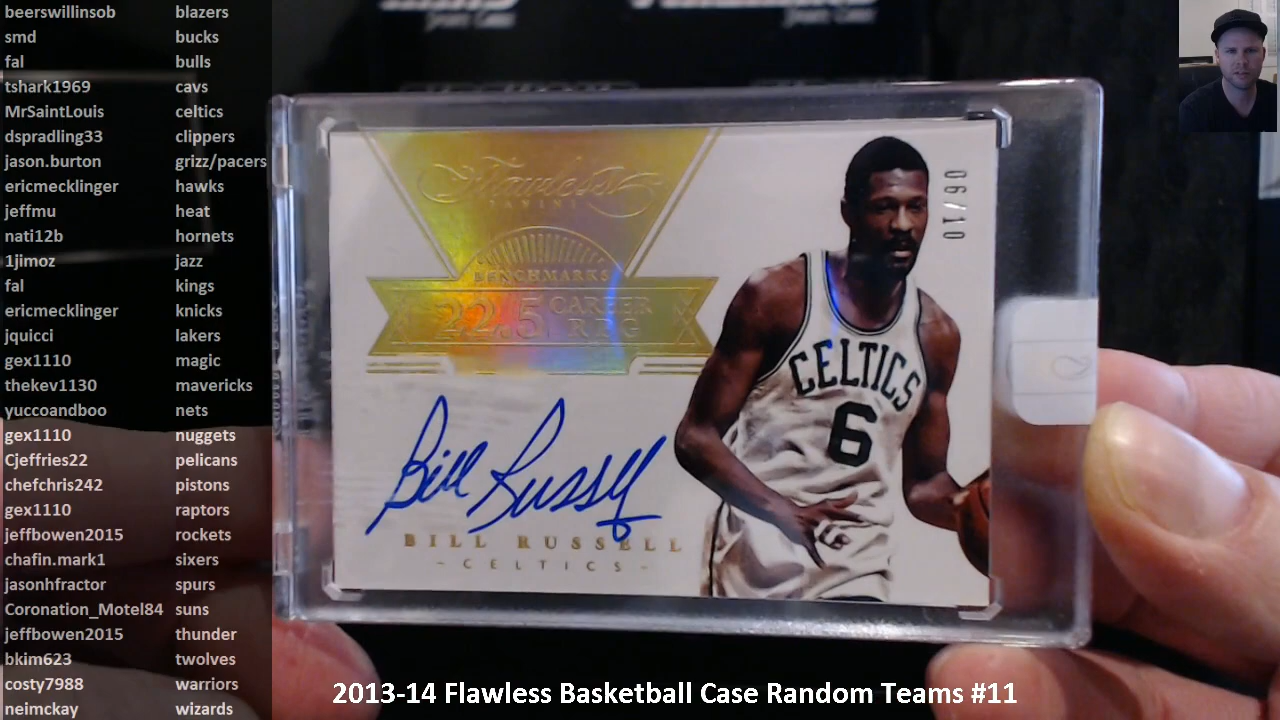 beerswillinsob blazers
smd bucks
fal bulls
tshark1969 cavs
MrSaintLouis celtics
dspradling33 clippers
jason.burton grizz/pacers
ericmecklinger hawks
jeffmu heat
nati12b hornets
1jimoz jazz
fal kings
ericmecklinger knicks
jquicci lakers
gex1110 magic
thekev1130 mavericks
yuccoandboo nets
gex1110 nuggets
Cjeffries22 pelicans
chefchris242 pistons
gex1110 raptors
jeffbowen2015 rockets
chafin.mark1 sixers
jasonhfractor spurs
Coronation_Motel84 suns
jeffbowen2015 thunder
bkim623 twolves
costy7988 warriors
neimckay wizards
Flawless
PANINI
BENCHMARKS
22.5 CAREER
RPG
06/10
CELTICS
6
Bill Russell
BILL RUSSELL
- CELTICS -
2013-14 Flawless Basketball Case Random Teams #11